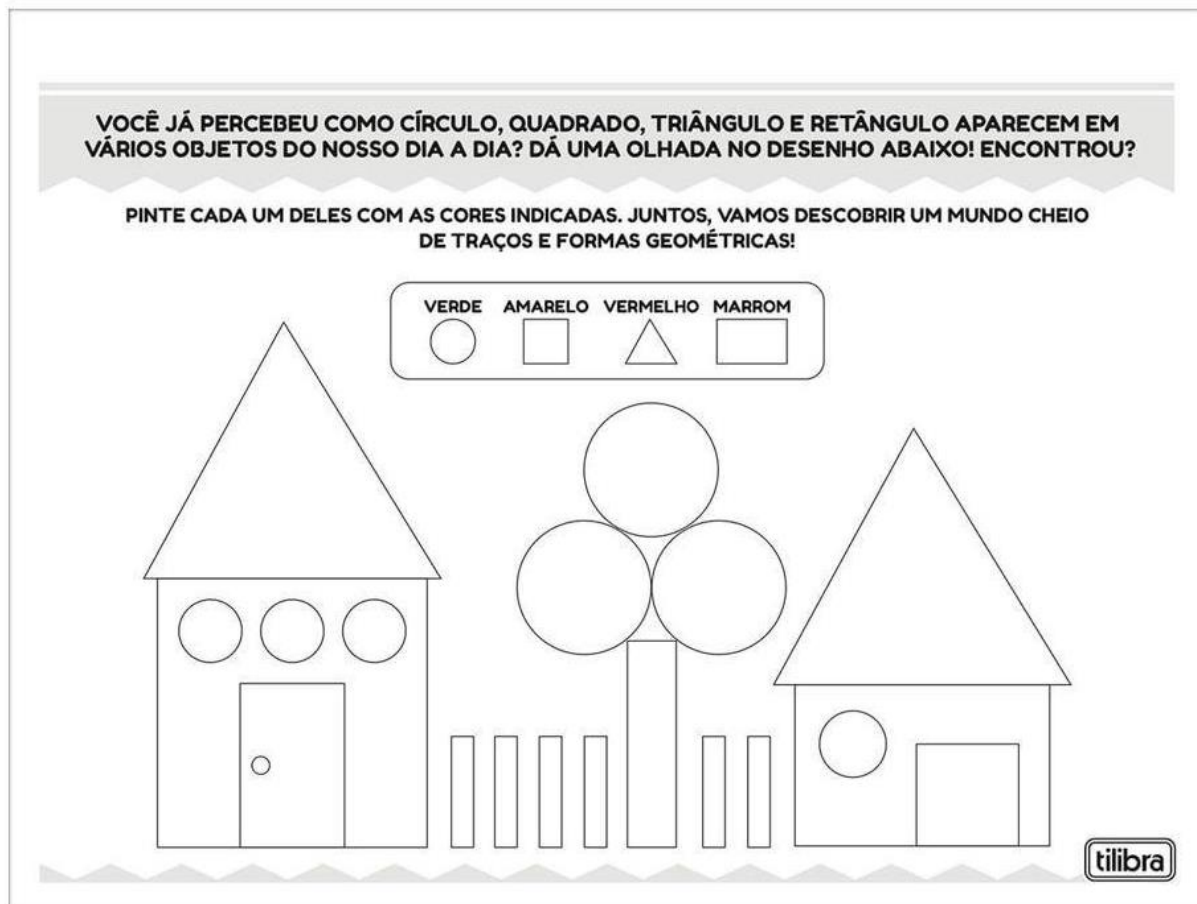 VOCÊ JÁ PERCEBEU COMO CÍRCULO, QUADRADO, TRIÂNGULO E RETÂNGULO APARECEM EM
VÁRIOS OBJETOS DO NOSSO DIA A DIA? DÁ UMA OLHADA NO DESENHO ABAIXO! ENCONTROU?
PINTE CADA UM DELES COM AS CORES INDICADAS. JUNTOS, VAMOS DESCOBRIR UM MUNDO CHEIO
DE TRAÇOS E FORMAS GEOMÉTRICAS!
VERDE AMARELO VERMELHO MARROM
tilibra